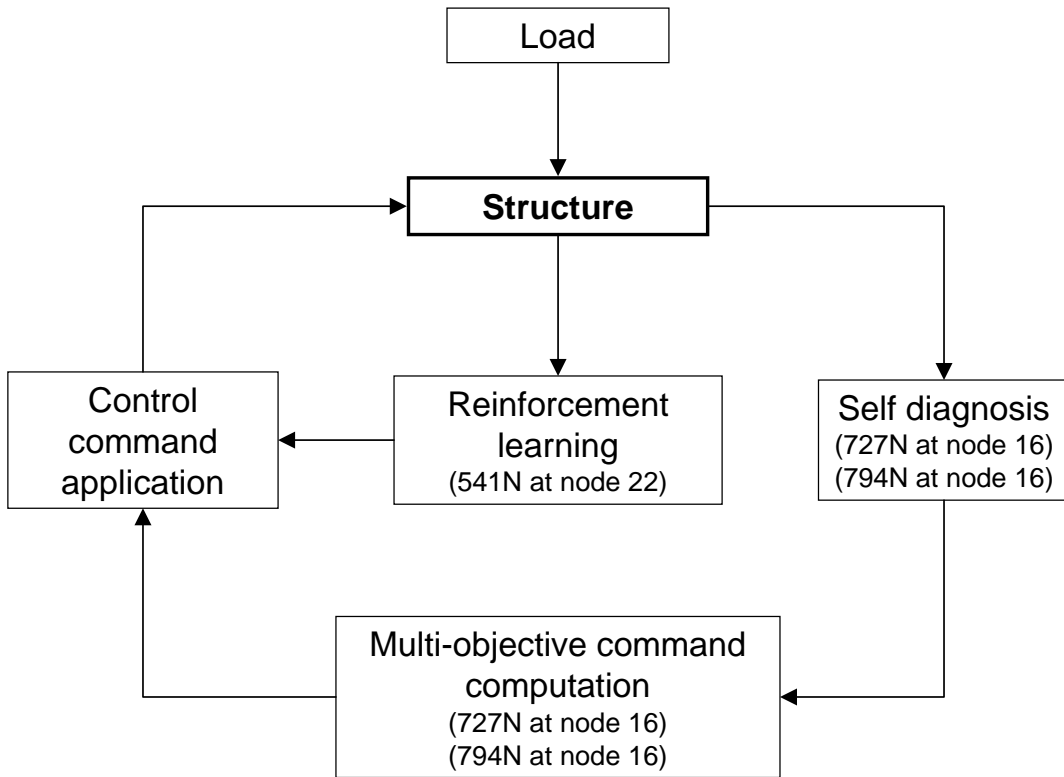 Load
Structure
Control
command
application
Reinforcement
learning
(541N at node 22)
Self diagnosis
(727N at node 16)
(794N at node 16)
Multi-objective command
computation
(727N at node 16)
(794N at node 16)